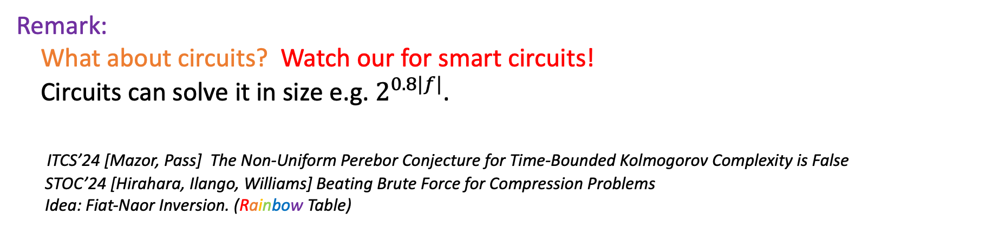 Remark:
What about circuits? Watch our for smart circuits!
Circuits can solve it in size e.g. 2^{0.8|f|}.
ITCS’24 [Mazor, Pass] The Non-Uniform Perebor Conjecture for Time-Bounded Kolmogorov Complexity is False
STOC’24 [Hirahara, Ilango, Williams] Beating Brute Force for Compression Problems
Idea: Fiat-Naor Inversion. (Rainbow Table)